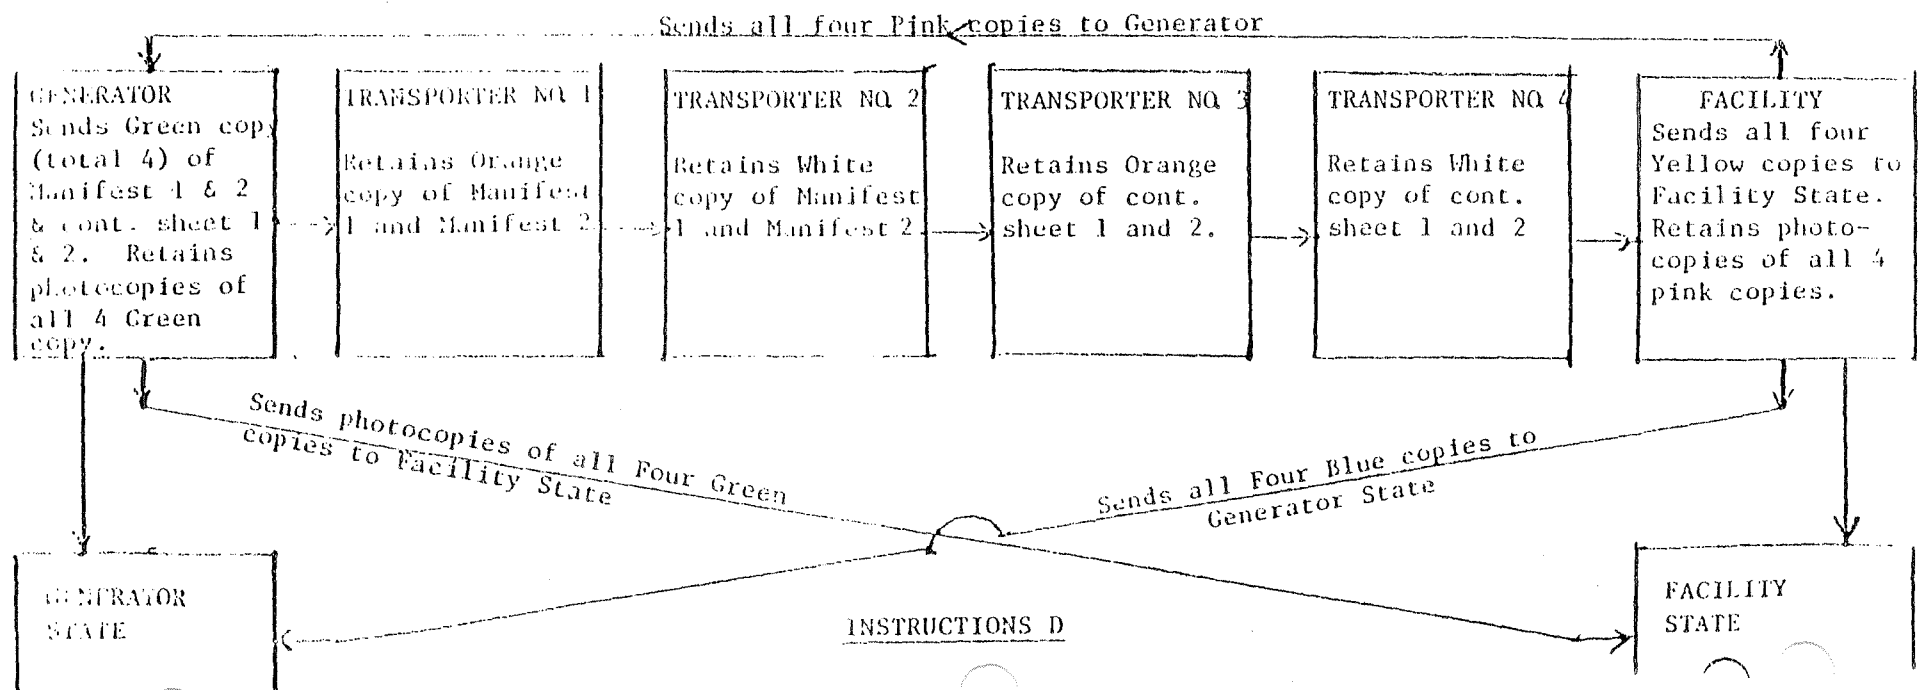 Sends all four Pink copies to Generator
GENERATOR
Sends Green copy
(total 4) of
Manifest 1 & 2
& cont. sheet 1
& 2. Retains
photocopies of
all 4 Green
copy.
TRANSPORTER NO. 1
Retains Orange
copy of Manifest
1 and Manifest 2
TRANSPORTER NO. 2
Retains White
copy of Manifest
1 and Manifest 2
TRANSPORTER NO. 3
Retains Orange
copy of cont.
sheet 1 and 2.
TRANSPORTER NO. 4
Retains White
copy of cont.
sheet 1 and 2
FACILITY
Sends all four
Yellow copies to
Facility State.
Retains photo-
copies of all 4
pink copies.
Sends photocopies of all Four Green
copies to Facility State
Sends all Four Blue copies to
Generator State
GENERATOR
STATE
INSTRUCTIONS D
FACILITY
STATE